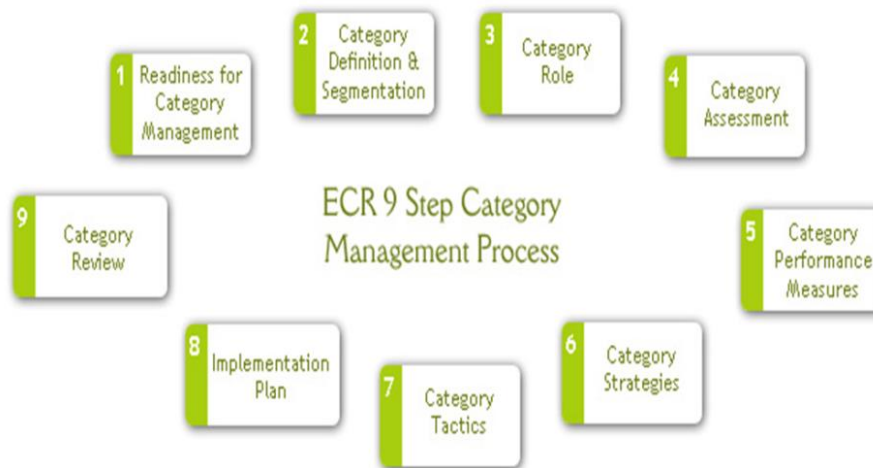 1
Readiness for
Category
Management
2
Category
Definition &
Segmentation
3
Category
Role
4
Category
Assessment
ECR 9 Step Category
Management Process
5
Category
Performance
Measures
6
Category
Strategies
7
Category
Tactics
8
Implementation
Plan
9
Category
Review